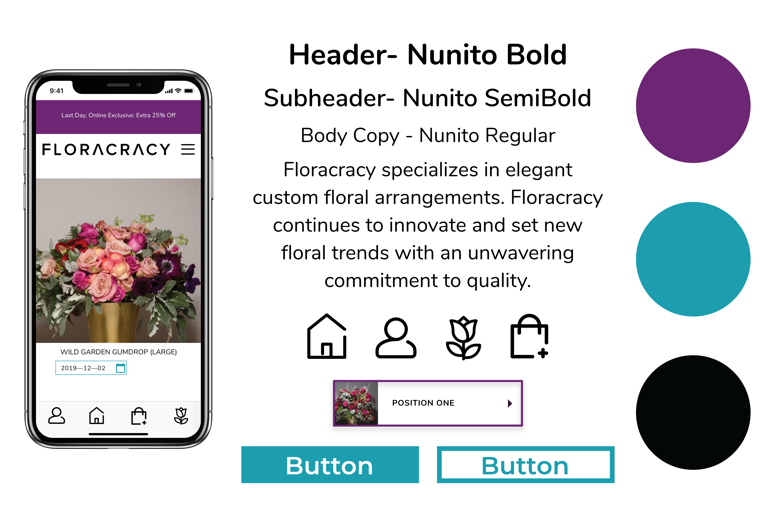 9:41
Last Day, Online Exclusive: Extra 25% Off
FLORACRACY
WILD GARDEN GUMDROP (LARGE)
2019—12—02
Header- Nunito Bold
Subheader- Nunito SemiBold
Body Copy - Nunito Regular
Floracracy specializes in elegant
custom floral arrangements. Floracracy
continues to innovate and set new
floral trends with an unwavering
commitment to quality.
POSITION ONE
Button
Button